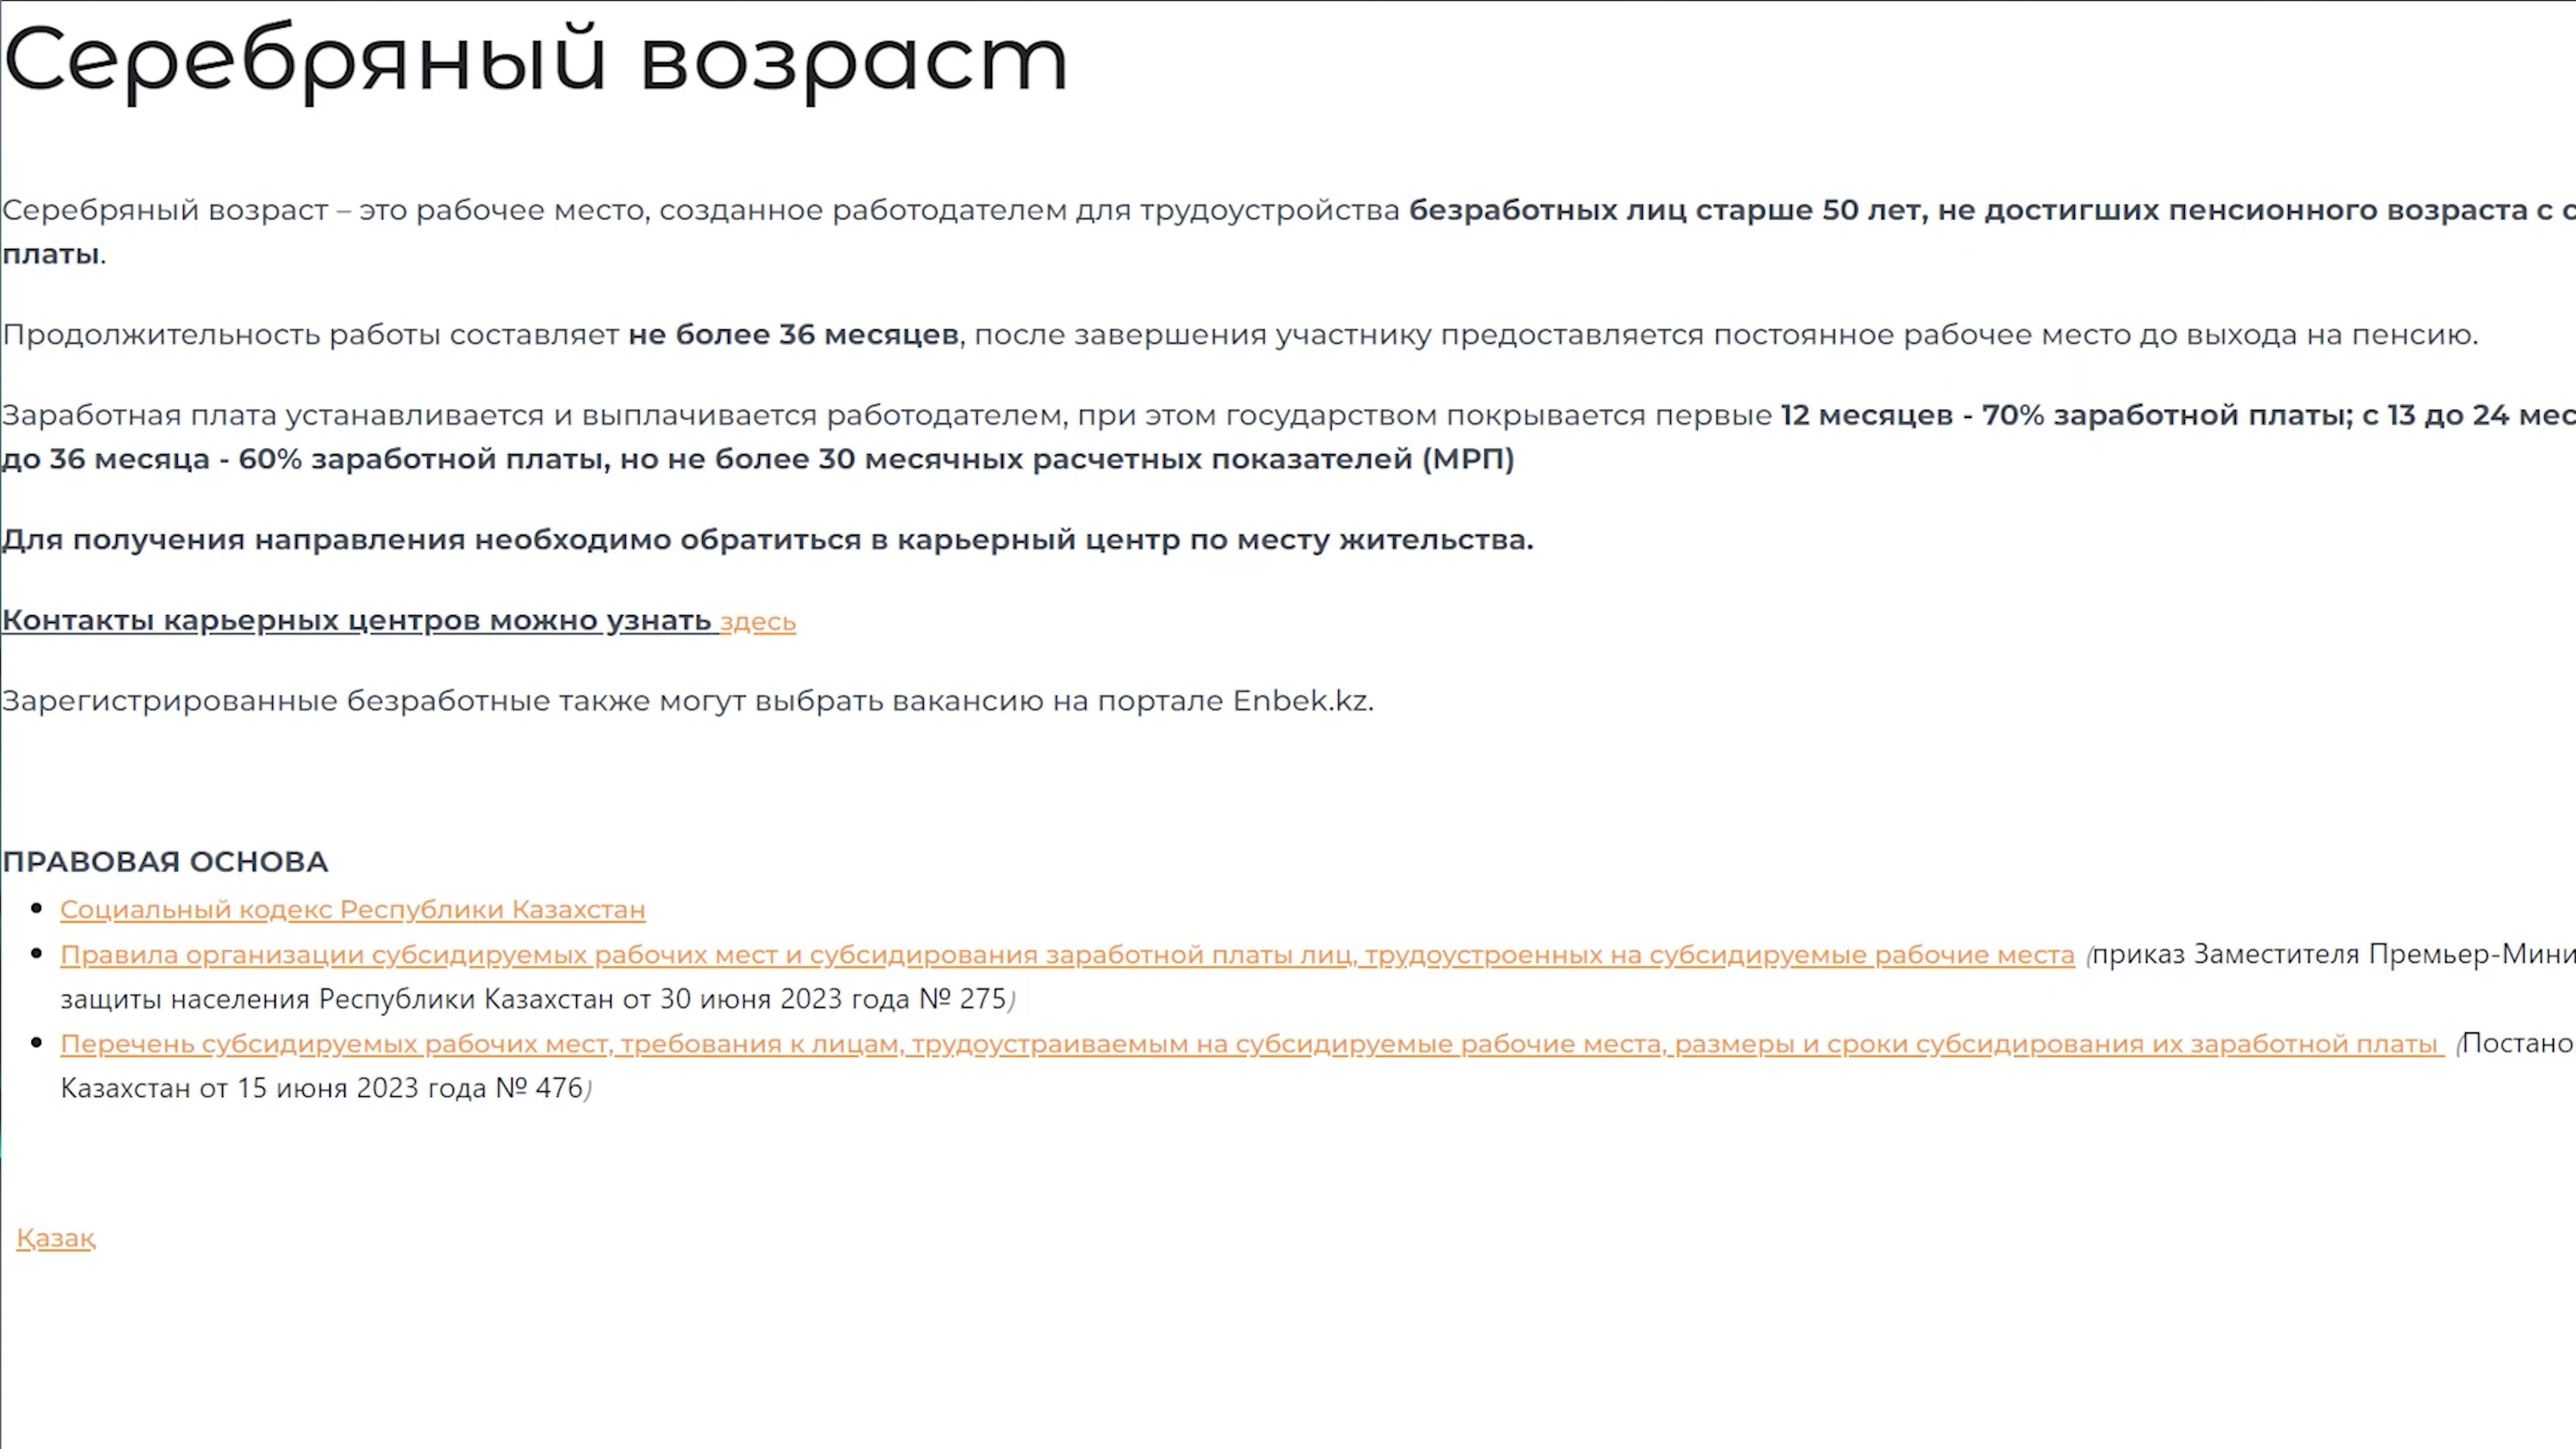 Серебряный возраст
Серебряный возраст – это рабочее место, созданное работодателем для трудоустройства безработных лиц старше 50 лет, не достигших пенсионного возраста с
платы.
Продолжительность работы составляет не более 36 месяцев, после завершения участнику предоставляется постоянное рабочее место до выхода на пенсию.
Заработная плата устанавливается и выплачивается работодателем, при этом государством покрывается первые 12 месяцев - 70% заработной платы; с 13 до 24 мес
до 36 месяца - 60% заработной платы, но не более 30 месячных расчетных показателей (МРП)
Для получения направления необходимо обратиться в карьерный центр по месту жительства.
Контакты карьерных центров можно узнать здесь
Зарегистрированные безработные также могут выбрать вакансию на портале Enbek.kz.
ПРАВОВАЯ ОСНОВА
• Социальный кодекс Республики Казахстан
• Правила организации субсидируемых рабочих мест и субсидирования заработной платы лиц, трудоустроенных на субсидируемые рабочие места (приказ Заместителя Премьер-Мини
защиты населения Республики Казахстан от 30 июня 2023 года № 275)
• Перечень субсидируемых рабочих мест, требования к лицам, трудоустраиваемым на субсидируемые рабочие места, размеры и сроки субсидирования их заработной платы (Постано
Казахстан от 15 июня 2023 года № 476)
Қазақ